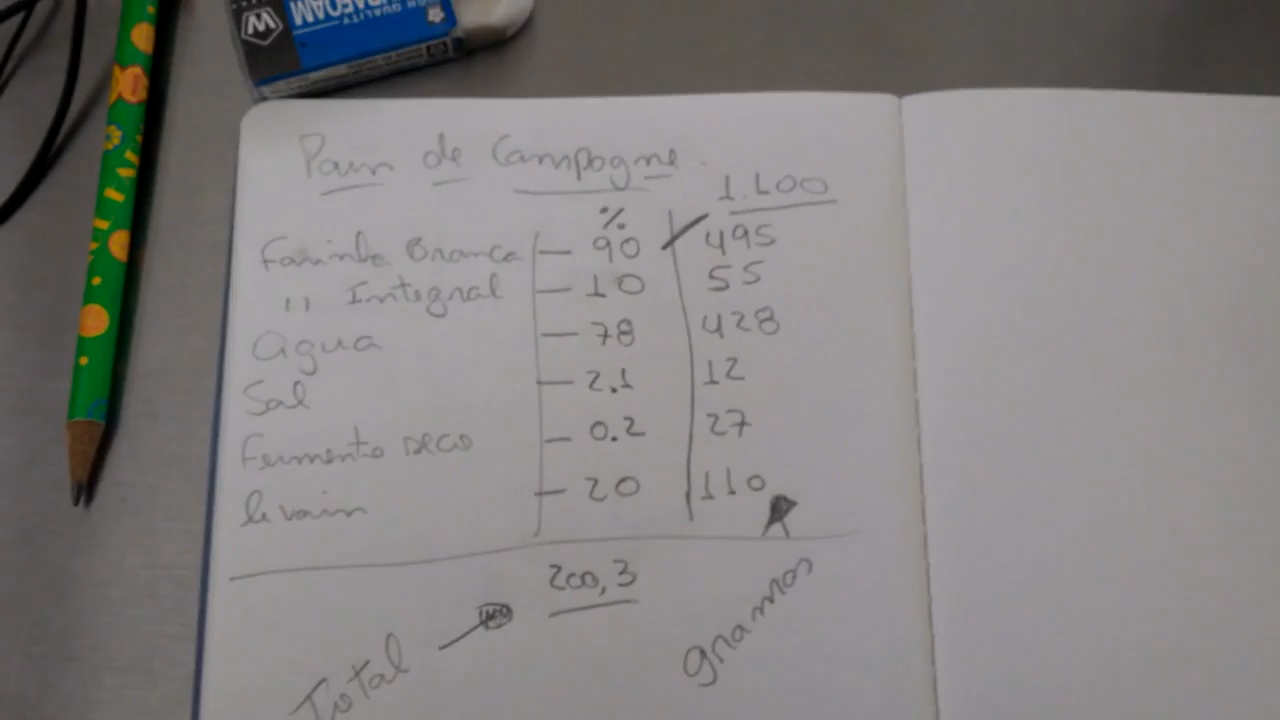 Pain de Campogne.
% 1.100
Farinha Branca — 90 495
" Integral — 10 55
agua — 78 428
Sal — 2.1 12
Fermento seco — 0.2 27
levain — 20 110
200,3
Total
gramas